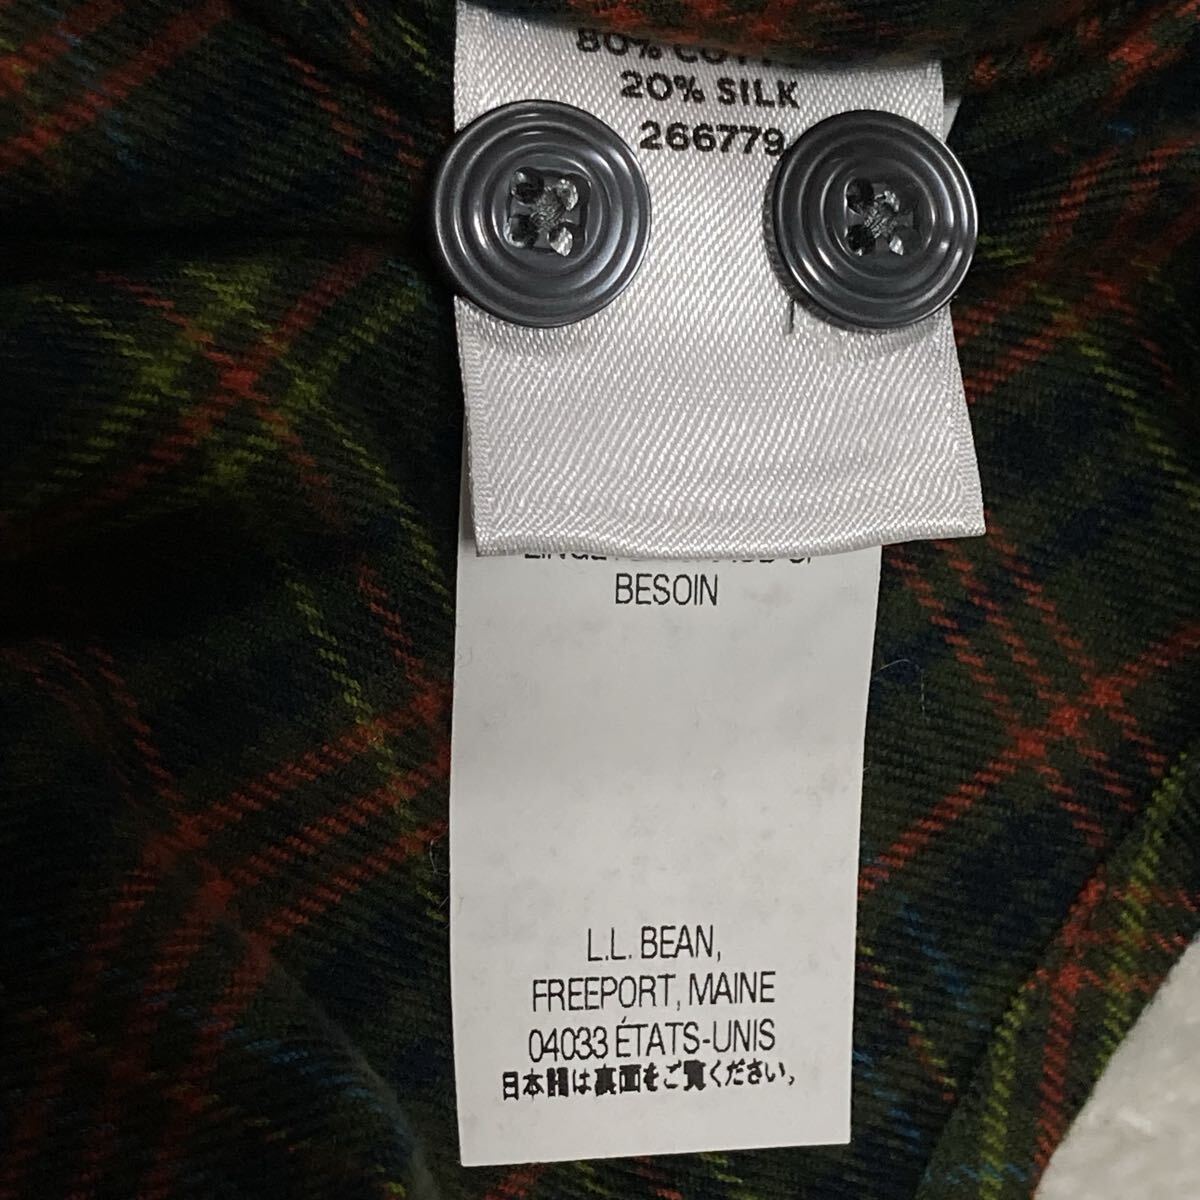 80%
20% SILK
266779
BESOIN
L.L. BEAN,
FREEPORT, MAINE
04033 ÉTATS-UNIS
日本語は裏面をご覧ください。